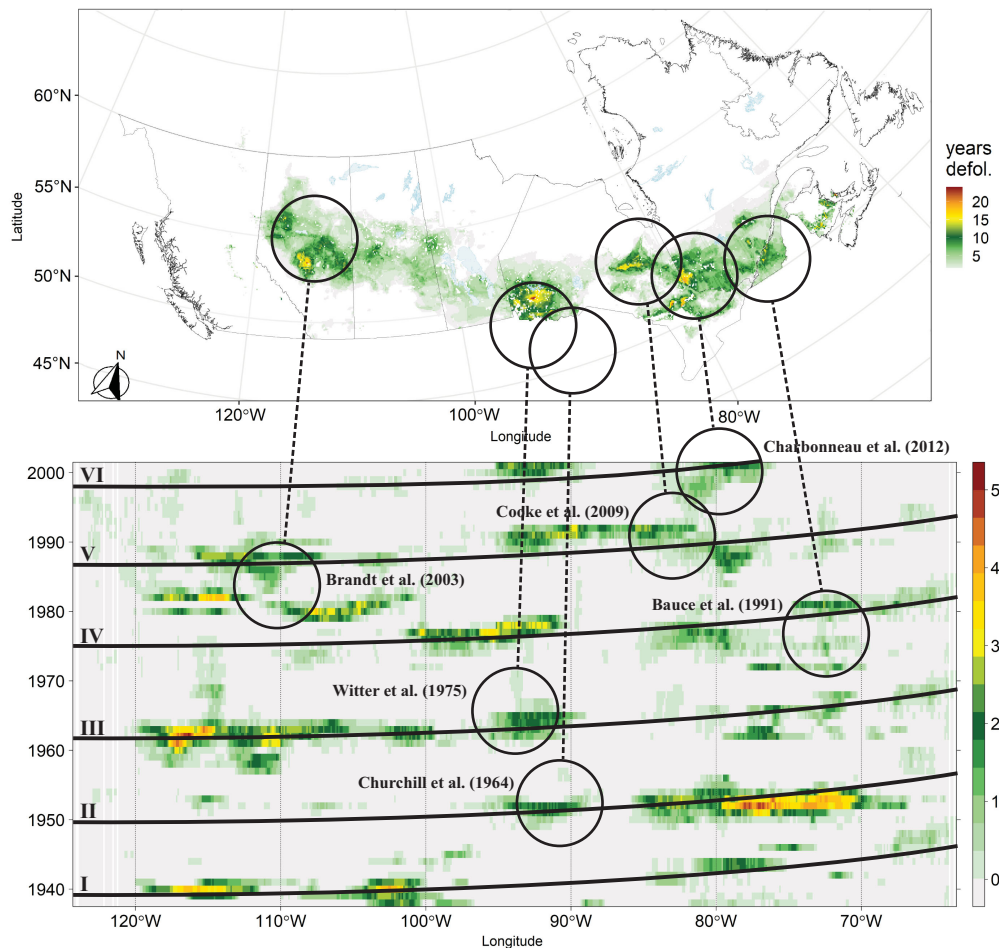 60°N
55°N
50°N
45°N
Latitude
N
120°W
100°W
80°W
Longitude
years
defol.
20
15
10
5
Charbonneau et al. (2012)
Cooke et al. (2009)
Brandt et al. (2003)
Bauce et al. (1991)
Witter et al. (1975)
Churchill et al. (1964)
VI
V
IV
III
II
I
2000
1990
1980
1970
1960
1950
1940
5
4
3
2
1
0
120°W
110°W
100°W
90°W
80°W
70°W
Longitude